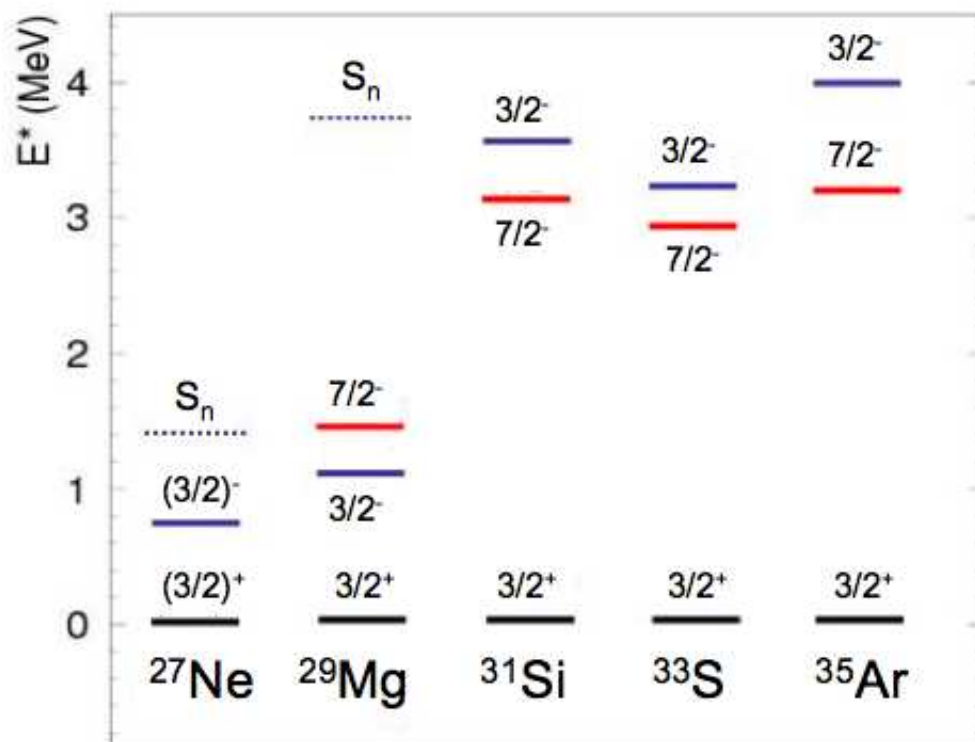 E* (MeV)
4
3
2
1
0
Sₙ
(3/2)⁻
(3/2)⁺
²⁷Ne
Sₙ
7/2⁻
3/2⁻
3/2⁺
²⁹Mg
3/2⁻
7/2⁻
3/2⁺
³¹Si
3/2⁻
7/2⁻
3/2⁺
³³S
3/2⁻
7/2⁻
3/2⁺
³⁵Ar